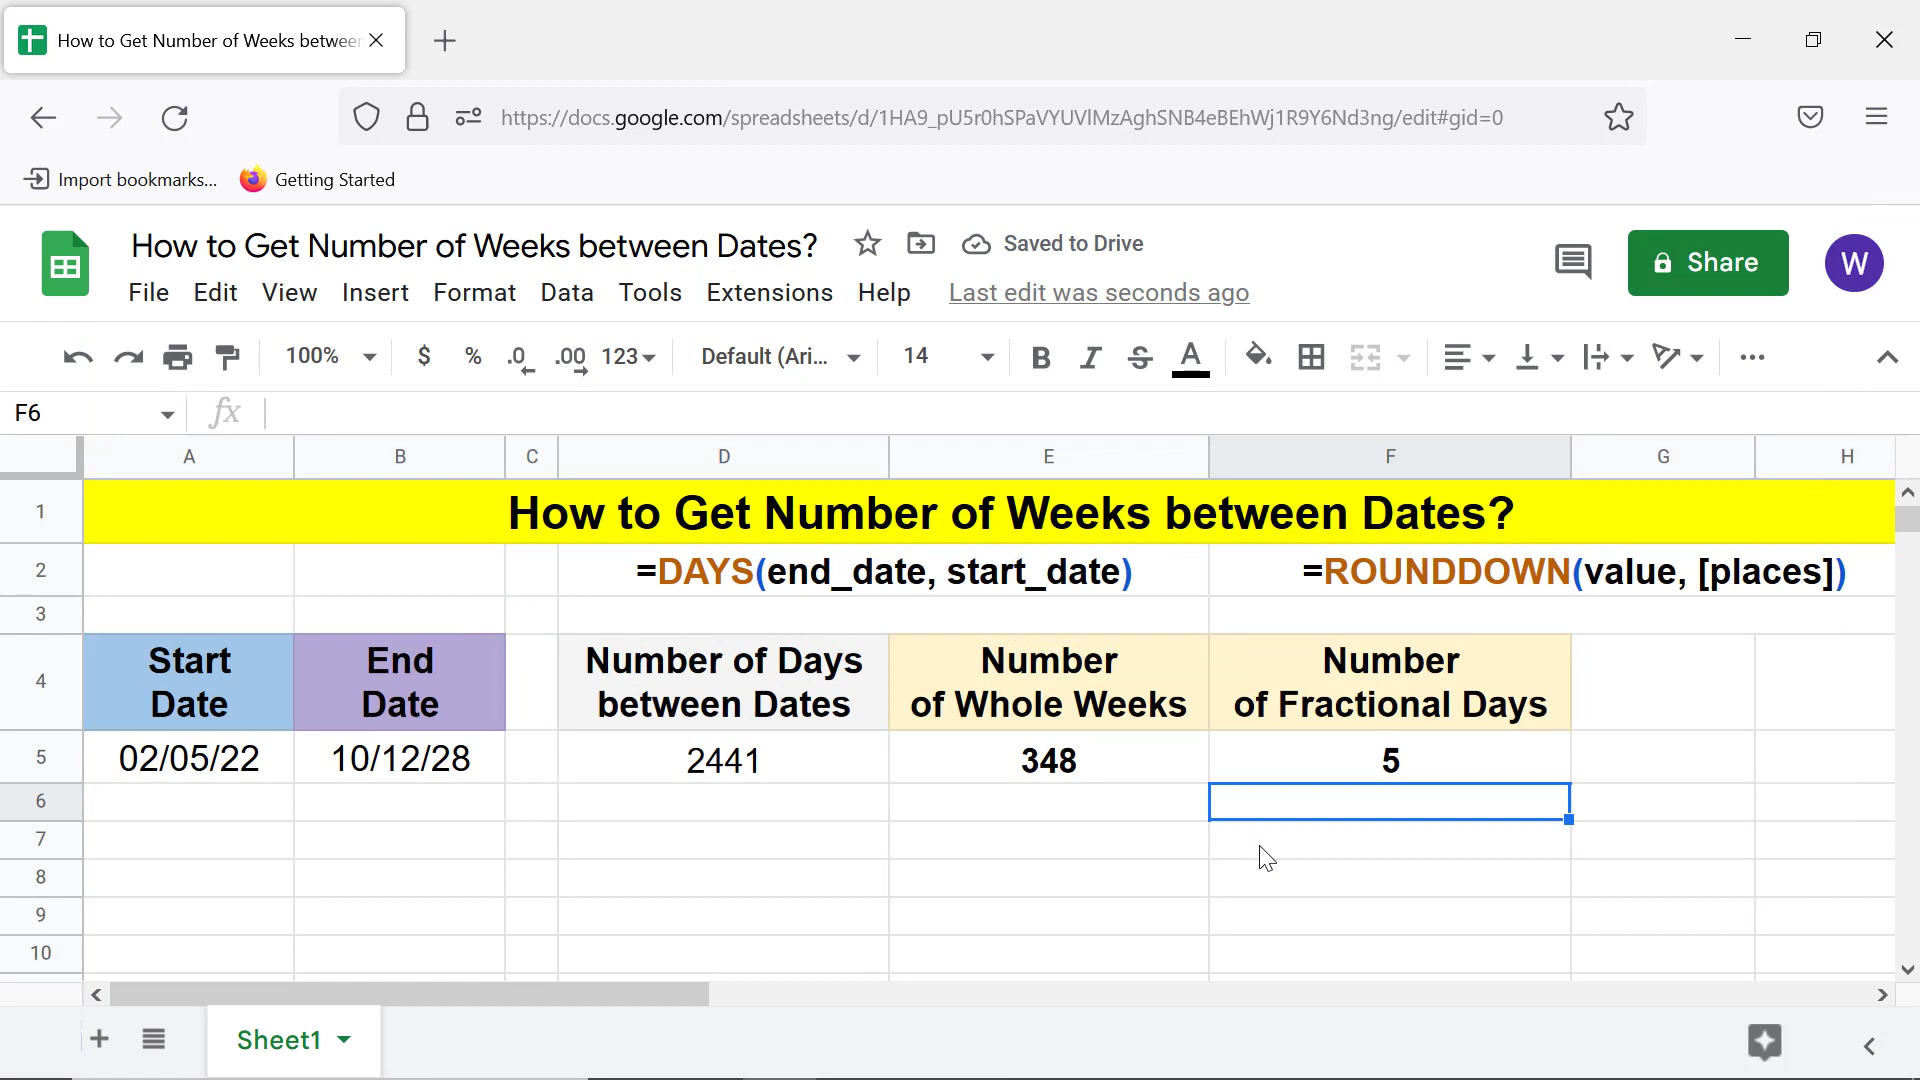 How to Get Number of Weeks betweer
https://docs.google.com/spreadsheets/d/1HA9_pU5r0hSPaVYUVlMzAghSNB4eBEhWj1R9Y6Nd3ng/edit#gid=0
Import bookmarks... Getting Started
How to Get Number of Weeks between Dates? Saved to Drive
Share
W
File Edit View Insert Format Data Tools Extensions Help Last edit was seconds ago
100% $ % .0 .00 123 Default (Ari... 14 B I S A
F6 fx
A B C D E F G H
1 How to Get Number of Weeks between Dates?
2 =DAYS(end_date, start_date) =ROUNDDOWN(value, [places])
3
4 Start Date End Date Number of Days between Dates Number of Whole Weeks Number of Fractional Days
5 02/05/22 10/12/28 2441 348 5
6
7
8
9
10
Sheet1